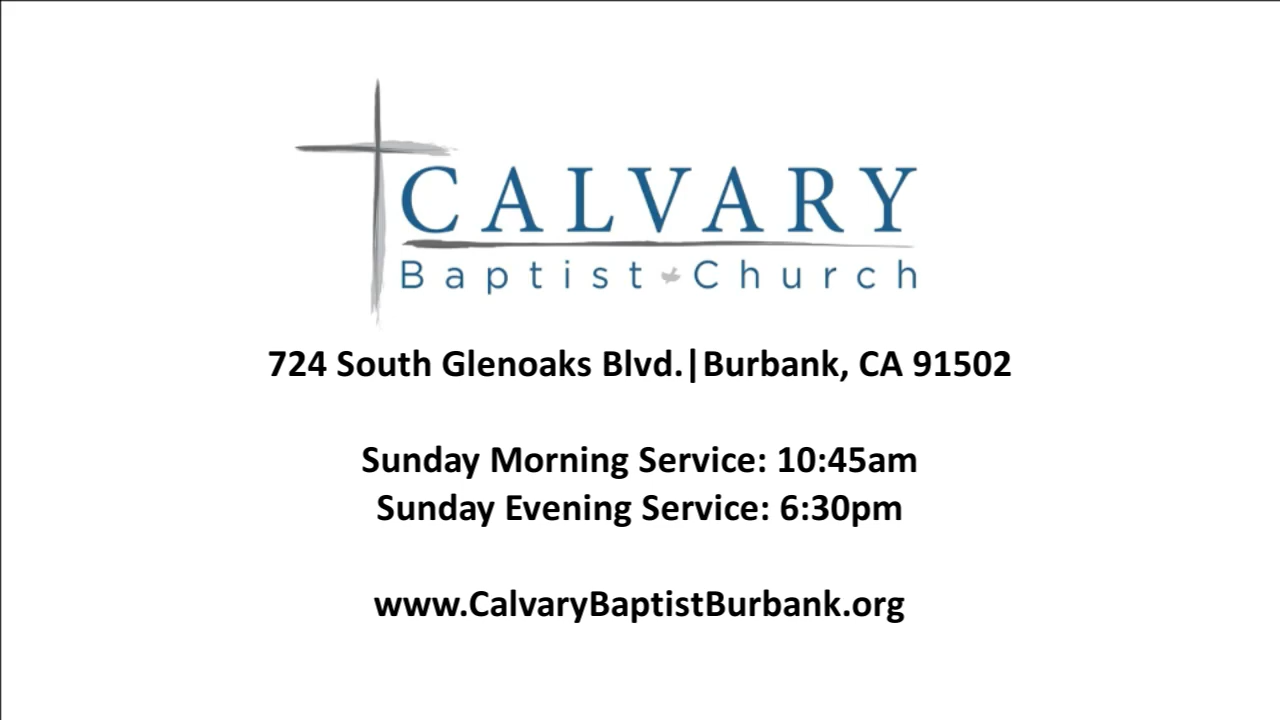 CALVARY
Baptist Church
724 South Glenoaks Blvd.|Burbank, CA 91502
Sunday Morning Service: 10:45am
Sunday Evening Service: 6:30pm
www.CalvaryBaptistBurbank.org